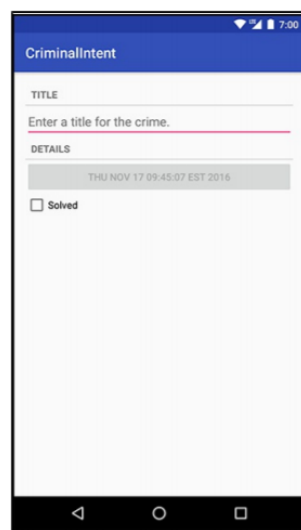 7:00
CriminalIntent
TITLE
Enter a title for the crime.
DETAILS
THU NOV 17 09:45:07 EST 2016
Solved